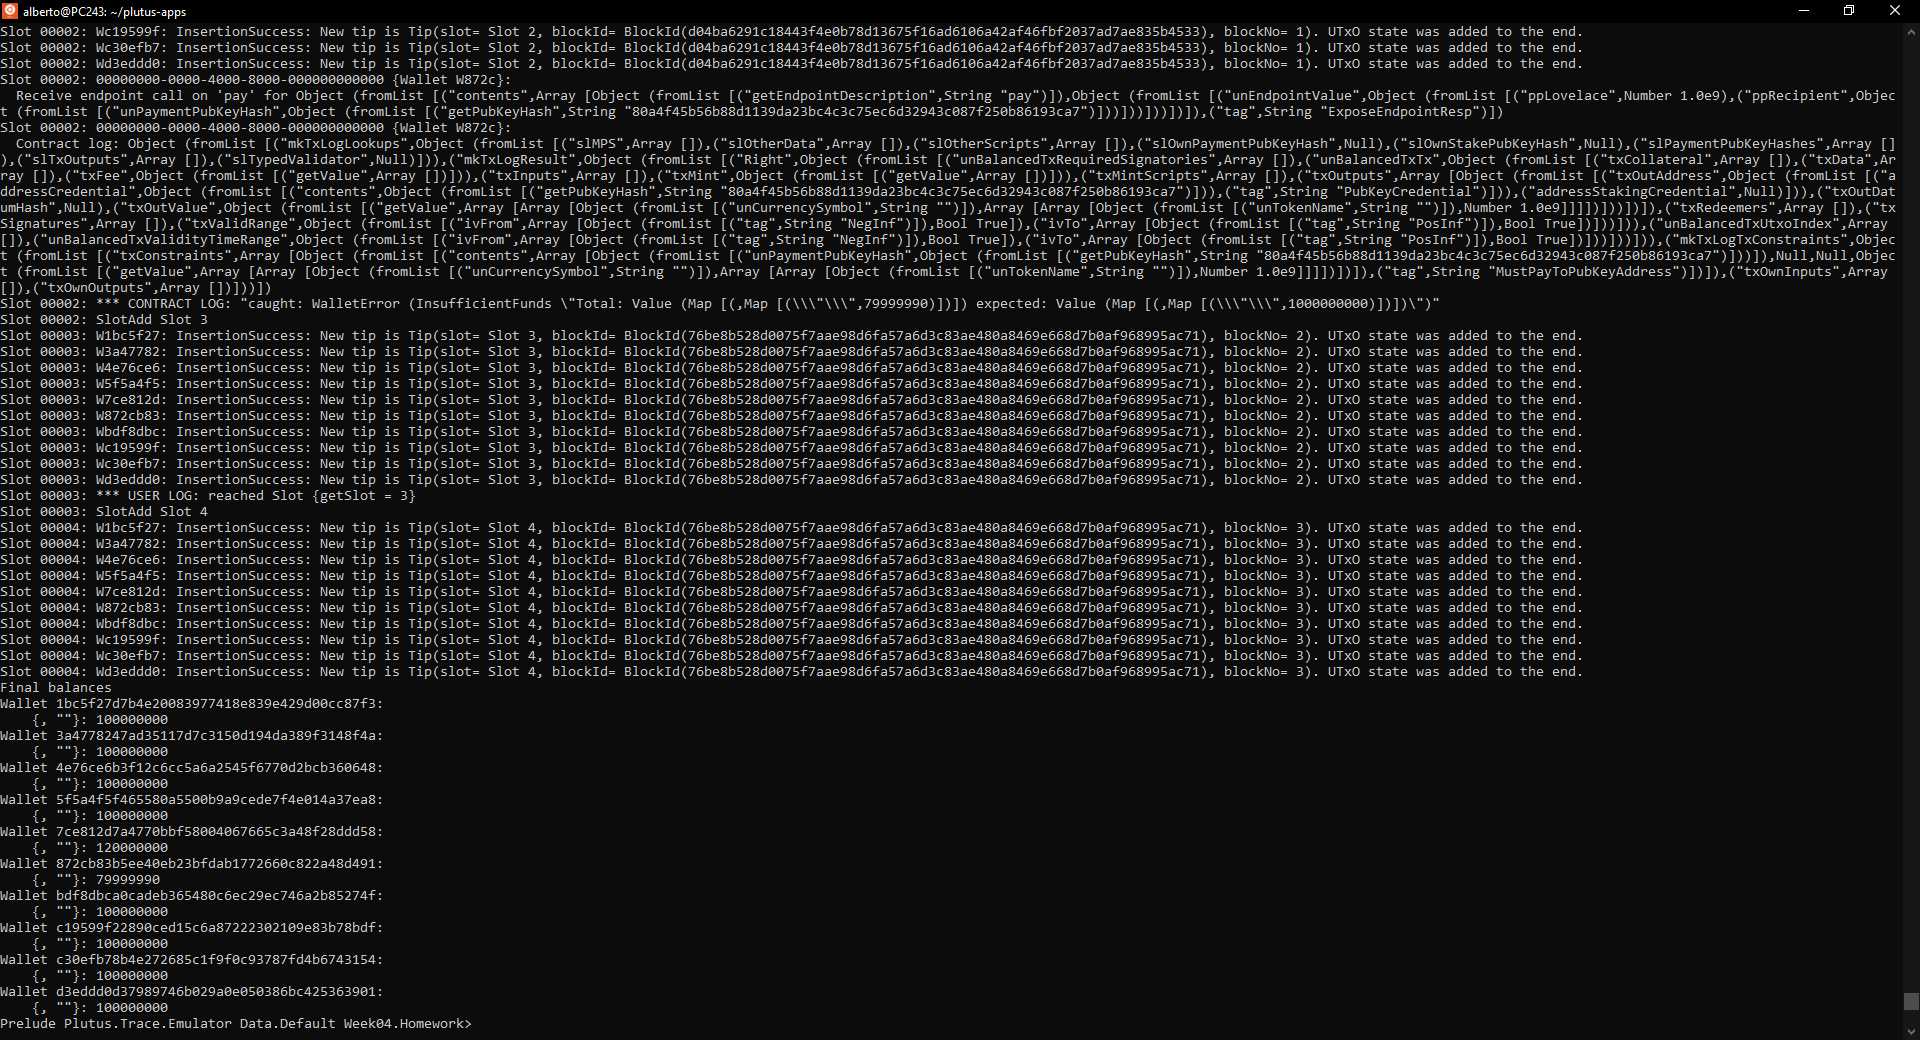 alberto@PC243: ~/plutus-apps
Slot 00002: Wc19599f: InsertionSuccess: New tip is Tip(slot= Slot 2, blockId= BlockId(d04ba6291c18443f4e0b78d13675f16ad6106a42af46fbf2037ad7ae835b4533), blockNo= 1). UTxO state was added to the end.
Slot 00002: Wc30efb7: InsertionSuccess: New tip is Tip(slot= Slot 2, blockId= BlockId(d04ba6291c18443f4e0b78d13675f16ad6106a42af46fbf2037ad7ae835b4533), blockNo= 1). UTxO state was added to the end.
Slot 00002: Wd3eddd0: InsertionSuccess: New tip is Tip(slot= Slot 2, blockId= BlockId(d04ba6291c18443f4e0b78d13675f16ad6106a42af46fbf2037ad7ae835b4533), blockNo= 1). UTxO state was added to the end.
Slot 00002: 00000000-0000-4000-8000-000000000000 {Wallet W872c}:
  Receive endpoint call on 'pay' for Object (fromList [("contents",Array [Object (fromList [("getEndpointDescription",String "pay")]),Object (fromList [("unEndpointValue",Object (fromList [("ppLovelace",Number 1.0e9),("ppRecipient",Objec
t (fromList [("unPaymentPubKeyHash",Object (fromList [("getPubKeyHash",String "80a4f45b56b88d1139da23bc4c3c75ec6d32943c087f250b86193ca7")]))]))]))])]),("tag",String "ExposeEndpointResp")])
Slot 00002: 00000000-0000-4000-8000-000000000000 {Wallet W872c}:
  Contract log: Object (fromList [("mkTxLogLookups",Object (fromList [("slMPS",Array []),("slOtherData",Array []),("slOtherScripts",Array []),("slOwnPaymentPubKeyHash",Null),("slOwnStakePubKeyHash",Null),("slPaymentPubKeyHashes",Array []
),("slTxOutputs",Array []),("slTypedValidator",Null)])),("mkTxLogResult",Object (fromList [("Right",Object (fromList [("unBalancedTxRequiredSignatories",Array []),("unBalancedTxTx",Object (fromList [("txCollateral",Array []),("txData",Ar
ray []),("txFee",Object (fromList [("getValue",Array [])])),("txInputs",Array []),("txMint",Object (fromList [("getValue",Array [])])),("txMintScripts",Array []),("txOutputs",Array [Object (fromList [("txOutAddress",Object (fromList [("a
ddressCredential",Object (fromList [("contents",Object (fromList [("getPubKeyHash",String "80a4f45b56b88d1139da23bc4c3c75ec6d32943c087f250b86193ca7")])),("tag",String "PubKeyCredential")])),("addressStakingCredential",Null)])),("txOutDat
umHash",Null),("txOutValue",Object (fromList [("getValue",Array [Array [Object (fromList [("unCurrencySymbol",String "")]),Array [Array [Object (fromList [("unTokenName",String "")]),Number 1.0e9]]]])]))])]),("txRedeemers",Array []),("tx
Signatures",Array []),("txValidRange",Object (fromList [("ivFrom",Array [Object (fromList [("tag",String "NegInf")]),Bool True]),("ivTo",Array [Object (fromList [("tag",String "PosInf")]),Bool True])]))])),("unBalancedTxUtxoIndex",Array
[]),("unBalancedTxValidityTimeRange",Object (fromList [("ivFrom",Array [Object (fromList [("tag",String "NegInf")]),Bool True]),("ivTo",Array [Object (fromList [("tag",String "PosInf")]),Bool True])]))]))])),("mkTxLogTxConstraints",Objec
t (fromList [("txConstraints",Array [Object (fromList [("contents",Array [Object (fromList [("unPaymentPubKeyHash",Object (fromList [("getPubKeyHash",String "80a4f45b56b88d1139da23bc4c3c75ec6d32943c087f250b86193ca7")]))]),Null,Null,Objec
t (fromList [("getValue",Array [Array [Object (fromList [("unCurrencySymbol",String "")]),Array [Array [Object (fromList [("unTokenName",String "")]),Number 1.0e9]]]])])]),("tag",String "MustPayToPubKeyAddress")])]),("txOwnInputs",Array
[]),("txOwnOutputs",Array [])]))])
Slot 00002: *** CONTRACT LOG: "caught: WalletError (InsufficientFunds \"Total: Value (Map [(,Map [(\\\"\\\",79999990)])]) expected: Value (Map [(,Map [(\\\"\\\",1000000000)])])\")"
Slot 00002: SlotAdd Slot 3
Slot 00003: W1bc5f27: InsertionSuccess: New tip is Tip(slot= Slot 3, blockId= BlockId(76be8b528d0075f7aae98d6fa57a6d3c83ae480a8469e668d7b0af968995ac71), blockNo= 2). UTxO state was added to the end.
Slot 00003: W3a47782: InsertionSuccess: New tip is Tip(slot= Slot 3, blockId= BlockId(76be8b528d0075f7aae98d6fa57a6d3c83ae480a8469e668d7b0af968995ac71), blockNo= 2). UTxO state was added to the end.
Slot 00003: W4e76ce6: InsertionSuccess: New tip is Tip(slot= Slot 3, blockId= BlockId(76be8b528d0075f7aae98d6fa57a6d3c83ae480a8469e668d7b0af968995ac71), blockNo= 2). UTxO state was added to the end.
Slot 00003: W5f5a4f5: InsertionSuccess: New tip is Tip(slot= Slot 3, blockId= BlockId(76be8b528d0075f7aae98d6fa57a6d3c83ae480a8469e668d7b0af968995ac71), blockNo= 2). UTxO state was added to the end.
Slot 00003: W7ce812d: InsertionSuccess: New tip is Tip(slot= Slot 3, blockId= BlockId(76be8b528d0075f7aae98d6fa57a6d3c83ae480a8469e668d7b0af968995ac71), blockNo= 2). UTxO state was added to the end.
Slot 00003: W872cb83: InsertionSuccess: New tip is Tip(slot= Slot 3, blockId= BlockId(76be8b528d0075f7aae98d6fa57a6d3c83ae480a8469e668d7b0af968995ac71), blockNo= 2). UTxO state was added to the end.
Slot 00003: Wbdf8dbc: InsertionSuccess: New tip is Tip(slot= Slot 3, blockId= BlockId(76be8b528d0075f7aae98d6fa57a6d3c83ae480a8469e668d7b0af968995ac71), blockNo= 2). UTxO state was added to the end.
Slot 00003: Wc19599f: InsertionSuccess: New tip is Tip(slot= Slot 3, blockId= BlockId(76be8b528d0075f7aae98d6fa57a6d3c83ae480a8469e668d7b0af968995ac71), blockNo= 2). UTxO state was added to the end.
Slot 00003: Wc30efb7: InsertionSuccess: New tip is Tip(slot= Slot 3, blockId= BlockId(76be8b528d0075f7aae98d6fa57a6d3c83ae480a8469e668d7b0af968995ac71), blockNo= 2). UTxO state was added to the end.
Slot 00003: Wd3eddd0: InsertionSuccess: New tip is Tip(slot= Slot 3, blockId= BlockId(76be8b528d0075f7aae98d6fa57a6d3c83ae480a8469e668d7b0af968995ac71), blockNo= 2). UTxO state was added to the end.
Slot 00003: *** USER LOG: reached Slot {getSlot = 3}
Slot 00003: SlotAdd Slot 4
Slot 00004: W1bc5f27: InsertionSuccess: New tip is Tip(slot= Slot 4, blockId= BlockId(76be8b528d0075f7aae98d6fa57a6d3c83ae480a8469e668d7b0af968995ac71), blockNo= 3). UTxO state was added to the end.
Slot 00004: W3a47782: InsertionSuccess: New tip is Tip(slot= Slot 4, blockId= BlockId(76be8b528d0075f7aae98d6fa57a6d3c83ae480a8469e668d7b0af968995ac71), blockNo= 3). UTxO state was added to the end.
Slot 00004: W4e76ce6: InsertionSuccess: New tip is Tip(slot= Slot 4, blockId= BlockId(76be8b528d0075f7aae98d6fa57a6d3c83ae480a8469e668d7b0af968995ac71), blockNo= 3). UTxO state was added to the end.
Slot 00004: W5f5a4f5: InsertionSuccess: New tip is Tip(slot= Slot 4, blockId= BlockId(76be8b528d0075f7aae98d6fa57a6d3c83ae480a8469e668d7b0af968995ac71), blockNo= 3). UTxO state was added to the end.
Slot 00004: W7ce812d: InsertionSuccess: New tip is Tip(slot= Slot 4, blockId= BlockId(76be8b528d0075f7aae98d6fa57a6d3c83ae480a8469e668d7b0af968995ac71), blockNo= 3). UTxO state was added to the end.
Slot 00004: W872cb83: InsertionSuccess: New tip is Tip(slot= Slot 4, blockId= BlockId(76be8b528d0075f7aae98d6fa57a6d3c83ae480a8469e668d7b0af968995ac71), blockNo= 3). UTxO state was added to the end.
Slot 00004: Wbdf8dbc: InsertionSuccess: New tip is Tip(slot= Slot 4, blockId= BlockId(76be8b528d0075f7aae98d6fa57a6d3c83ae480a8469e668d7b0af968995ac71), blockNo= 3). UTxO state was added to the end.
Slot 00004: Wc19599f: InsertionSuccess: New tip is Tip(slot= Slot 4, blockId= BlockId(76be8b528d0075f7aae98d6fa57a6d3c83ae480a8469e668d7b0af968995ac71), blockNo= 3). UTxO state was added to the end.
Slot 00004: Wc30efb7: InsertionSuccess: New tip is Tip(slot= Slot 4, blockId= BlockId(76be8b528d0075f7aae98d6fa57a6d3c83ae480a8469e668d7b0af968995ac71), blockNo= 3). UTxO state was added to the end.
Slot 00004: Wd3eddd0: InsertionSuccess: New tip is Tip(slot= Slot 4, blockId= BlockId(76be8b528d0075f7aae98d6fa57a6d3c83ae480a8469e668d7b0af968995ac71), blockNo= 3). UTxO state was added to the end.
Final balances
Wallet 1bc5f27d7b4e20083977418e839e429d00cc87f3:
    {, ""}: 100000000
Wallet 3a4778247ad35117d7c3150d194da389f3148f4a:
    {, ""}: 100000000
Wallet 4e76ce6b3f12c6cc5a6a2545f6770d2bcb360648:
    {, ""}: 100000000
Wallet 5f5a4f5f465580a5500b9a9cede7f4e014a37ea8:
    {, ""}: 100000000
Wallet 7ce812d7a4770bbf58004067665c3a48f28ddd58:
    {, ""}: 120000000
Wallet 872cb83b5ee40eb23bfdab1772660c822a48d491:
    {, ""}: 79999990
Wallet bdf8dbca0cadeb365480c6ec29ec746a2b85274f:
    {, ""}: 100000000
Wallet c19599f22890ced15c6a87222302109e83b78bdf:
    {, ""}: 100000000
Wallet c30efb78b4e272685c1f9f0c93787fd4b6743154:
    {, ""}: 100000000
Wallet d3eddd0d37989746b029a0e050386bc425363901:
    {, ""}: 100000000
Prelude Plutus.Trace.Emulator Data.Default Week04.Homework>